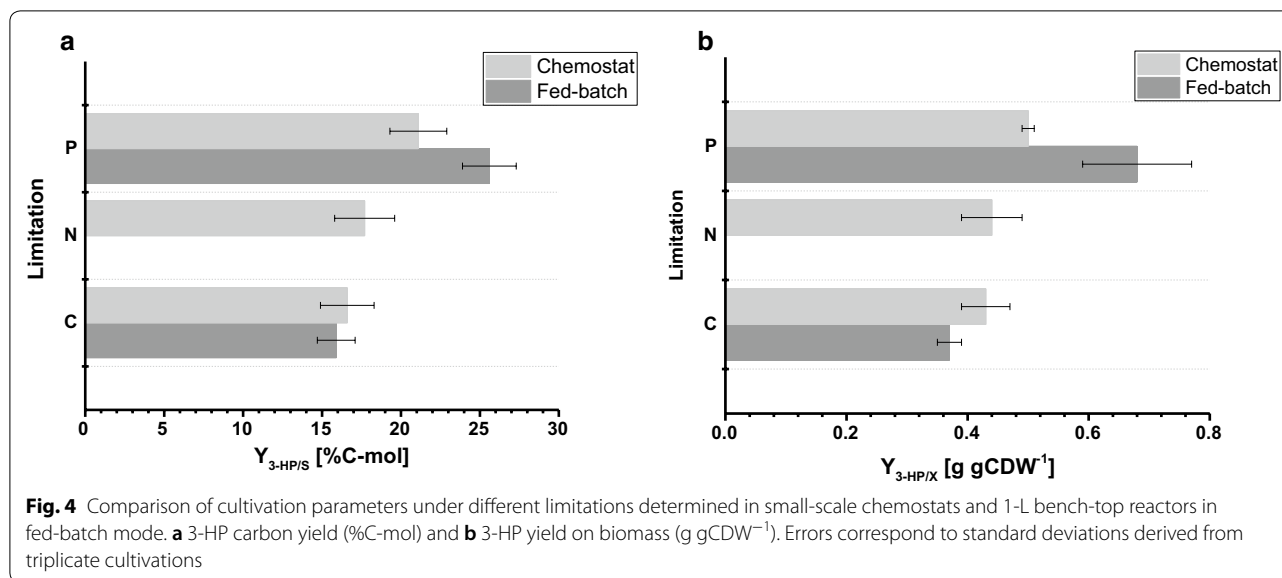 a
Chemostat
Fed-batch
Limitation
P
N
C
0 5 10 15 20 25 30
Y3-HP/S [%C-mol]
b
Chemostat
Fed-batch
Limitation
P
N
C
0.0 0.2 0.4 0.6 0.8
Y3-HP/X [g gCDW-1]
Fig. 4 Comparison of cultivation parameters under different limitations determined in small-scale chemostats and 1-L bench-top reactors in
fed-batch mode. a 3-HP carbon yield (%C-mol) and b 3-HP yield on biomass (g gCDW−1). Errors correspond to standard deviations derived from
triplicate cultivations